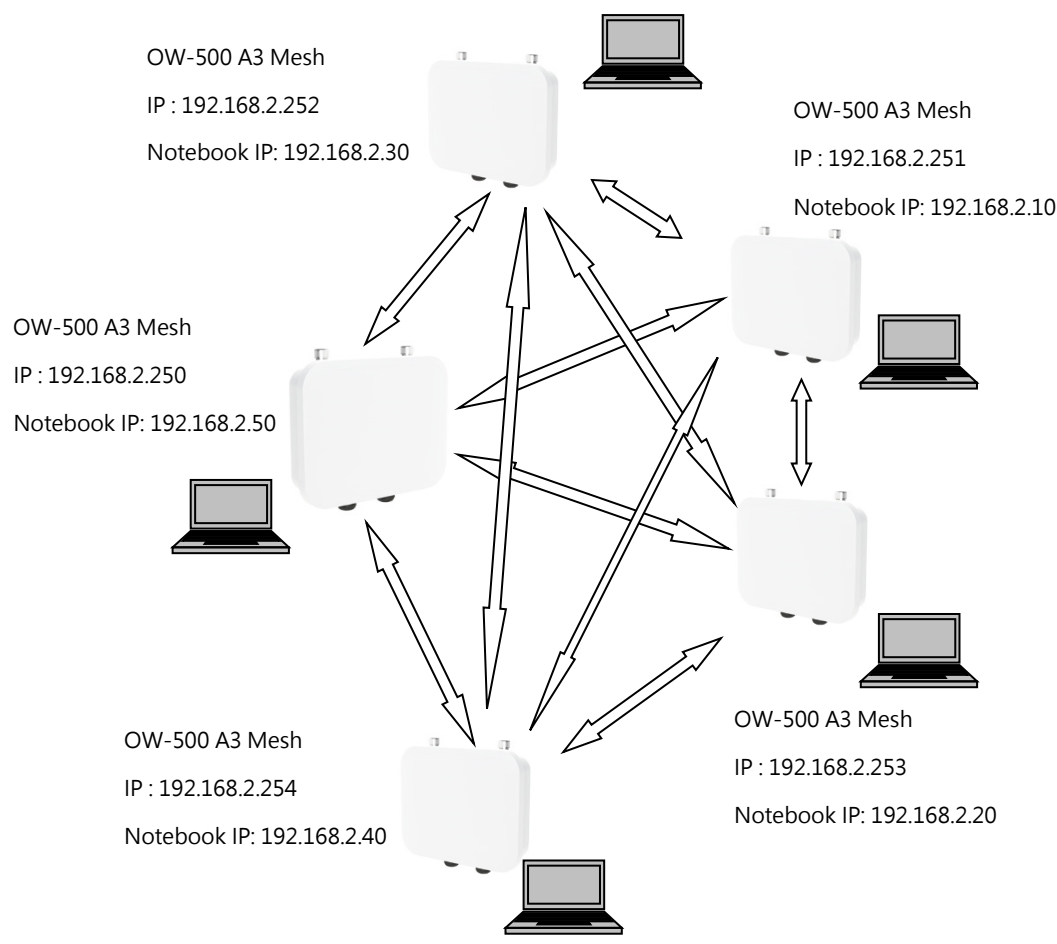 OW-500 A3 Mesh
IP : 192.168.2.252
Notebook IP: 192.168.2.30
OW-500 A3 Mesh
IP : 192.168.2.251
Notebook IP: 192.168.2.10
OW-500 A3 Mesh
IP : 192.168.2.250
Notebook IP: 192.168.2.50
OW-500 A3 Mesh
IP : 192.168.2.253
Notebook IP: 192.168.2.20
OW-500 A3 Mesh
IP : 192.168.2.254
Notebook IP: 192.168.2.40